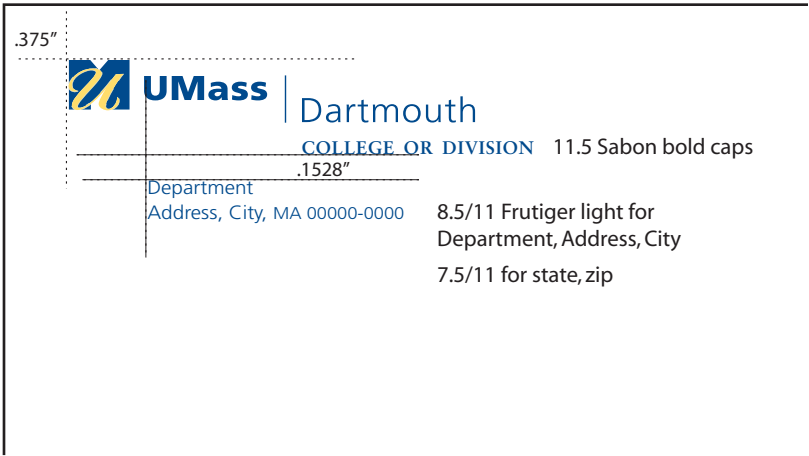 .375”
UMass
Dartmouth
COLLEGE OR DIVISION 11.5 Sabon bold caps
.1528”
Department
Address, City, MA 00000-0000
8.5/11 Frutiger light for
Department, Address, City
7.5/11 for state, zip